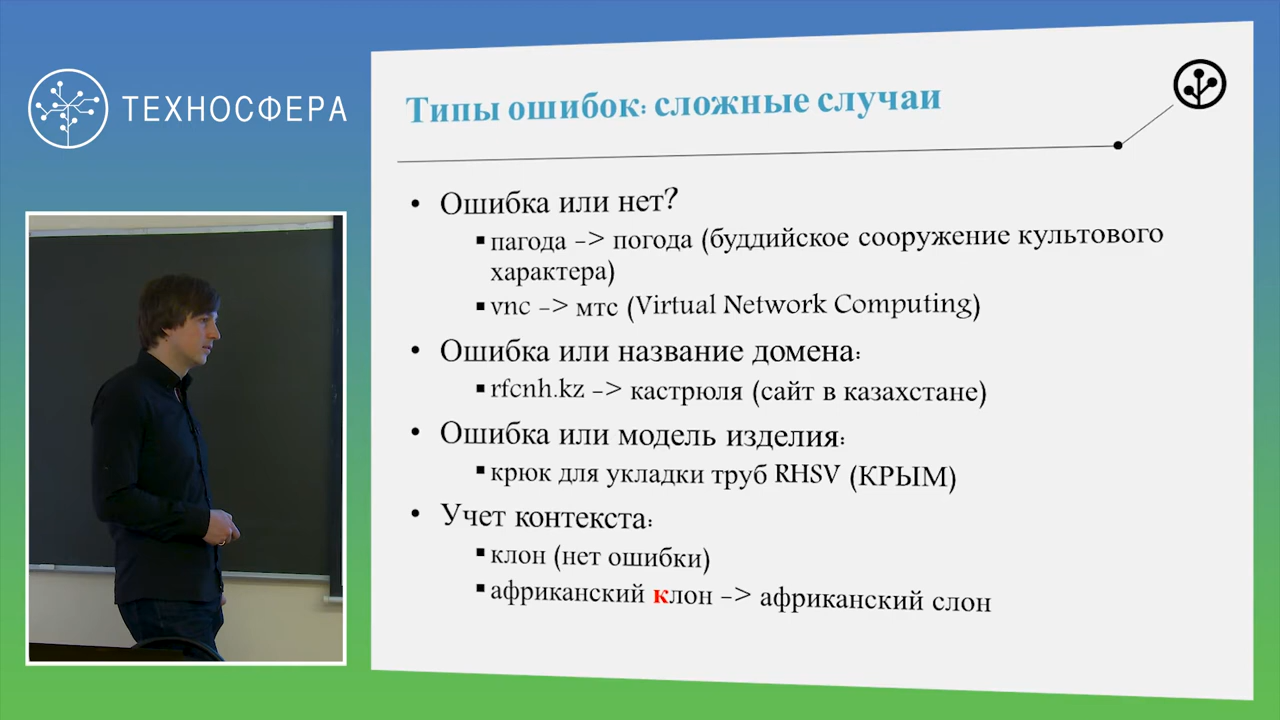 ТЕХНОСФЕРА
Типы ошибок: сложные случаи
• Ошибка или нет?
▪ пагода -> погода (буддийское сооружение культового
характера)
▪ vnc -> мтс (Virtual Network Computing)
• Ошибка или название домена:
▪ rfcnh.kz -> кастрюля (сайт в казахстане)
• Ошибка или модель изделия:
▪ крюк для укладки труб RHSV (КРЫМ)
• Учет контекста:
▪ клон (нет ошибки)
▪ африканский клон -> африканский слон